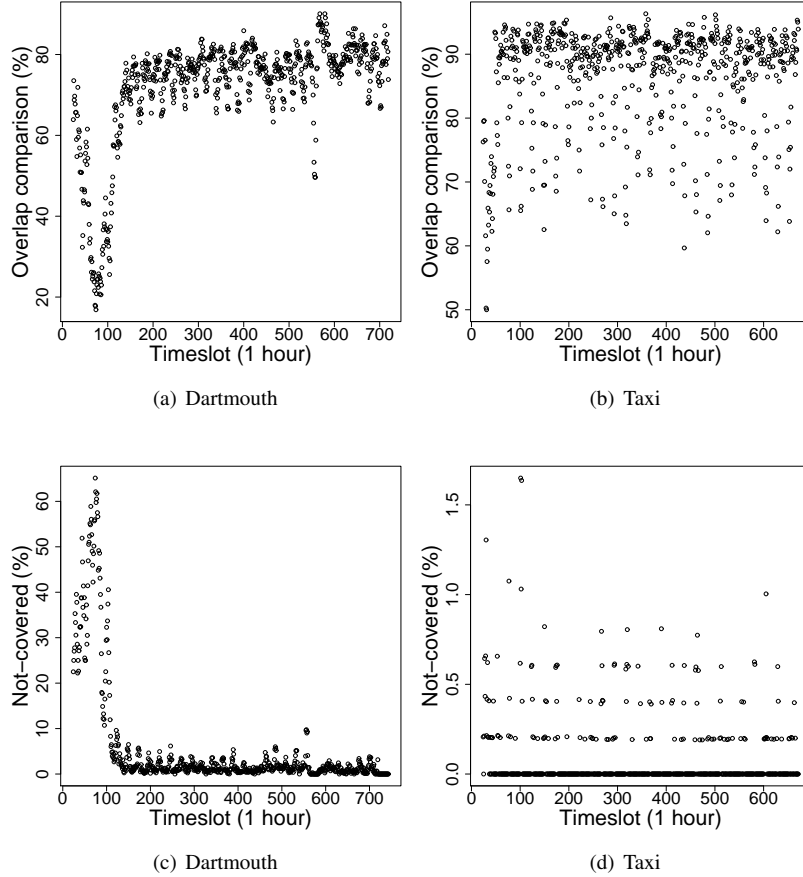 Overlap comparison (%)
20 40 60 80
0 100 200 300 400 500 600 700
Timeslot (1 hour)
(a) Dartmouth
Overlap comparison (%)
50 60 70 80 90
0 100 200 300 400 500 600
Timeslot (1 hour)
(b) Taxi
Not−covered (%)
0 10 20 30 40 50 60
0 100 200 300 400 500 600 700
Timeslot (1 hour)
(c) Dartmouth
Not−covered (%)
0.0 0.5 1.0 1.5
0 100 200 300 400 500 600
Timeslot (1 hour)
(d) Taxi